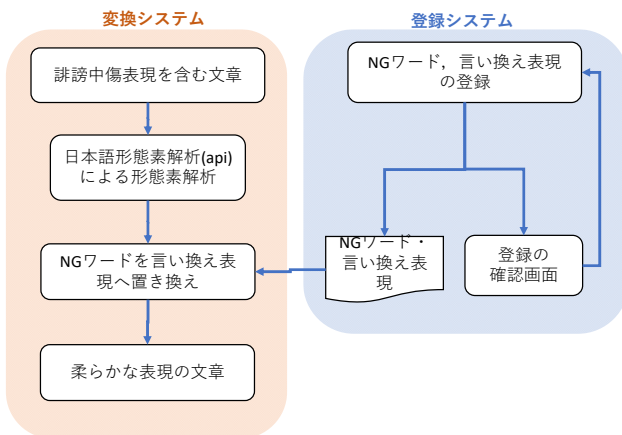 変換システム
誹謗中傷表現を含む文章
日本語形態素解析(api)
による形態素解析
NGワードを言い換え表
現へ置き換え
柔らかな表現の文章
登録システム
NGワード，言い換え表現
の登録
NGワード・
言い換え表
現
登録の
確認画面